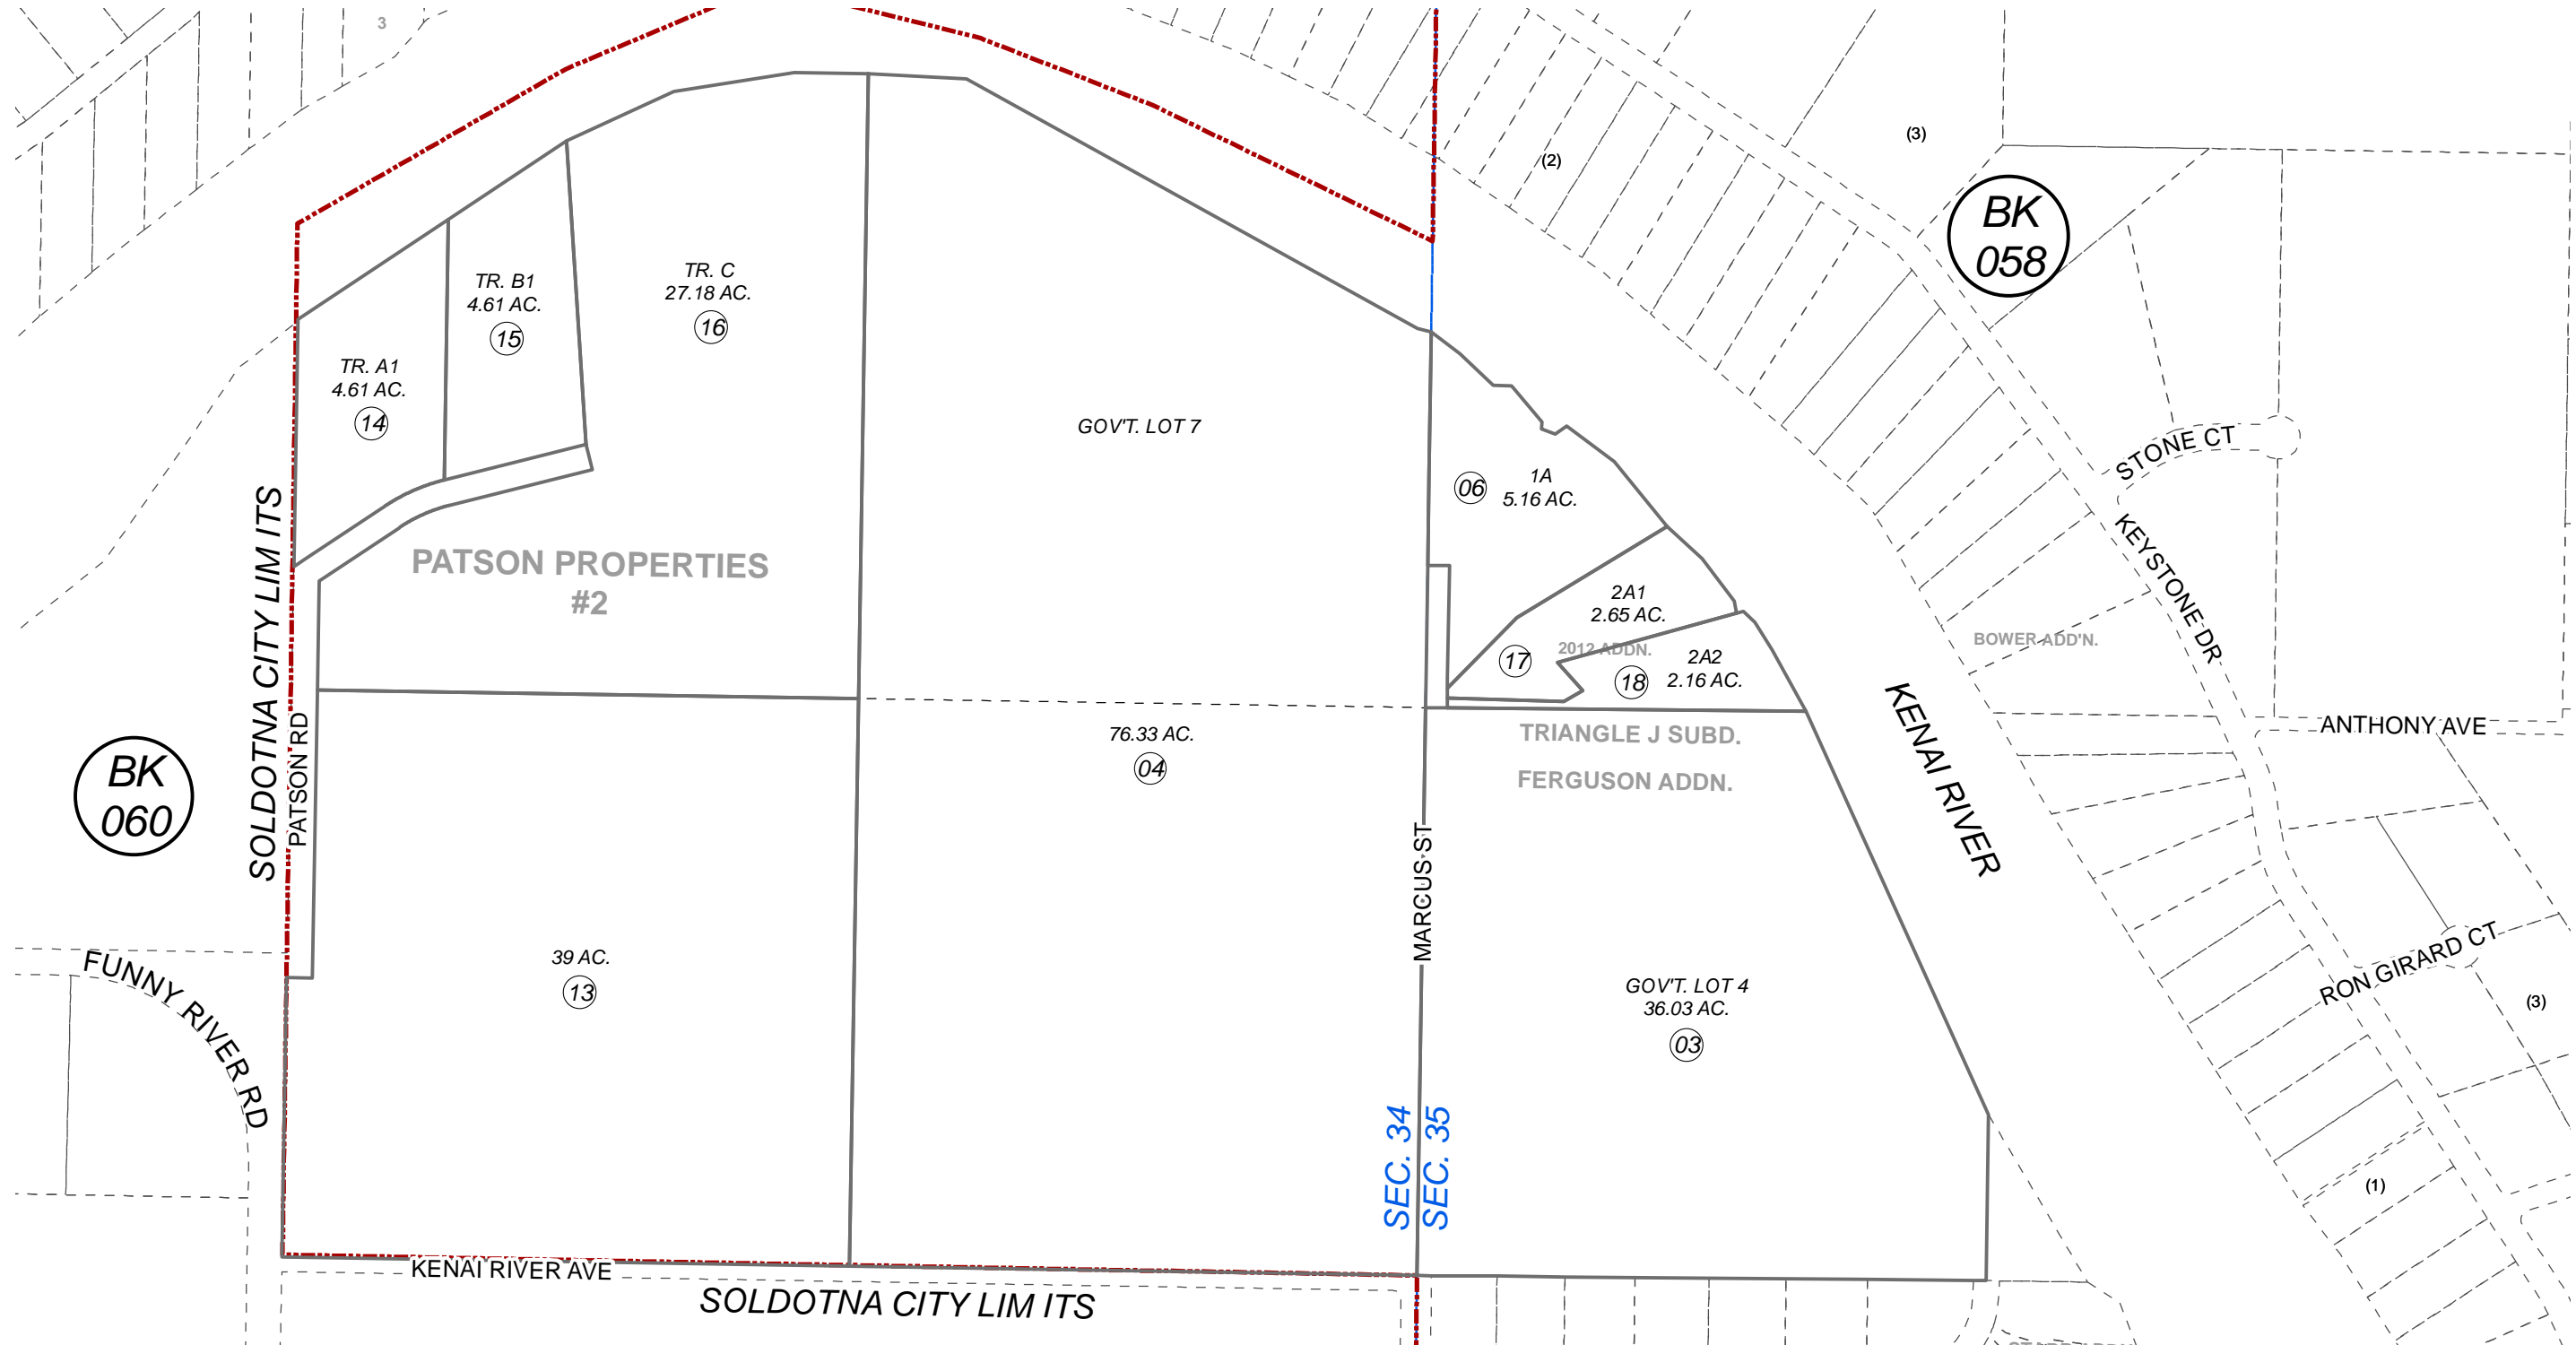 3
(3)
(2)
BK
058
TR. C
27.18 AC.
16
TR. B1
4.61 AC.
15
TR. A1
4.61 AC.
14
GOV'T. LOT 7
STONE CT
06
1A
5.16 AC.
KEYSTONE DR
PATSON PROPERTIES
#2
2A1
2.65 AC.
2012 ADDN.
17
2A2
2.16 AC.
18
BOWER ADD'N.
SOLDOTNA CITY LIM ITS
PATSON RD
BK
060
76.33 AC.
04
TRIANGLE J SUBD.
FERGUSON ADDN.
KENAI RIVER
ANTHONY AVE
MARCUS ST
39 AC.
13
FUNNY RIVER RD
GOV'T. LOT 4
36.03 AC.
03
RON GIRARD CT
(3)
SEC. 34
SEC. 35
(1)
KENAI RIVER AVE
SOLDOTNA CITY LIM ITS